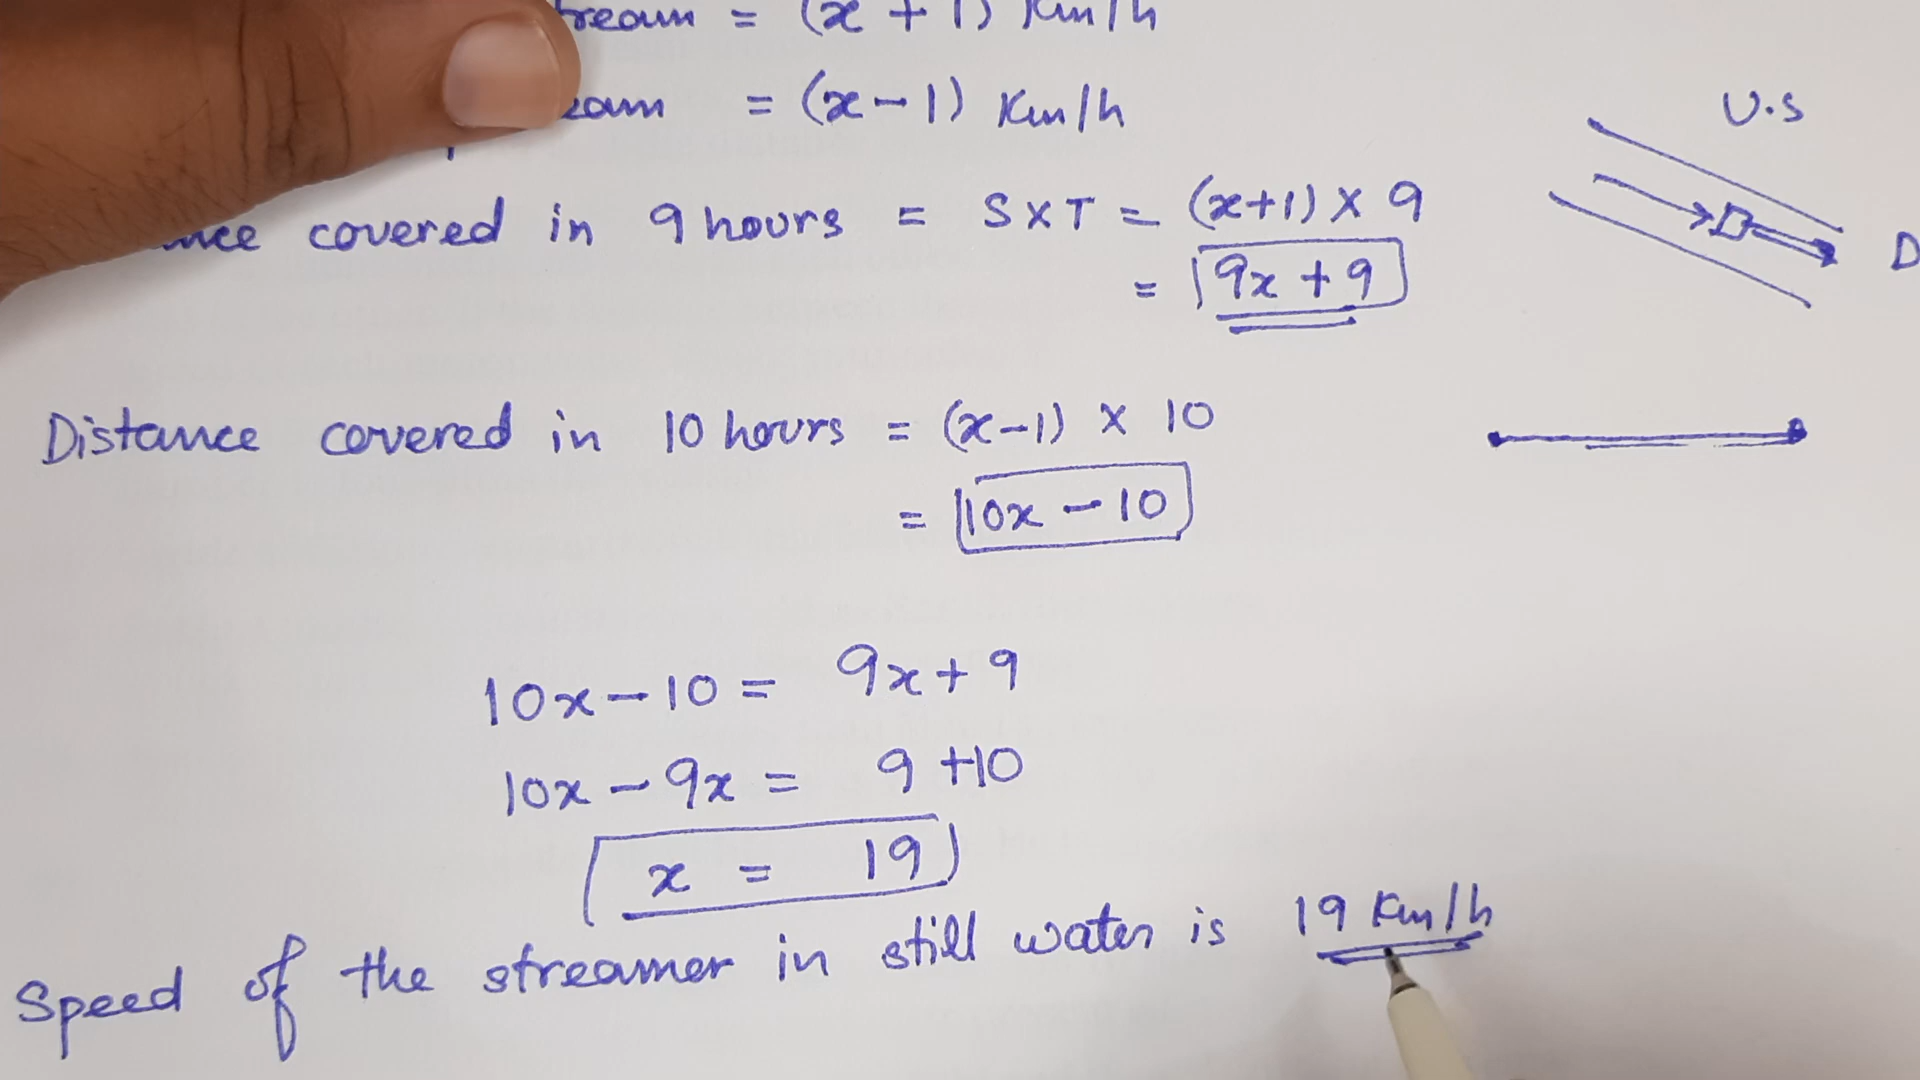 = (x + 1) Km/h
= (x - 1) Km/h
U.S
covered in 9 hours = S X T = (x+1) X 9
= 9x + 9
D
Distance covered in 10 hours = (x-1) X 10
= 10x - 10
10x - 10 = 9x + 9
10x - 9x = 9 + 10
x = 19
Speed of the streamer in still water is 19 Km/h